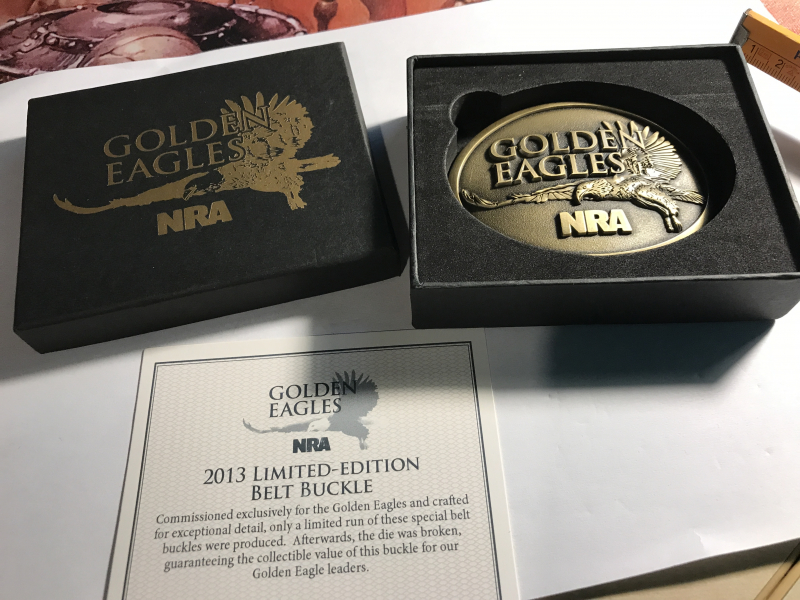 GOLDEN
EAGLES
NRA
GOLDEN
EAGLES
NRA
1 2
GOLDEN
EAGLES
NRA
2013 LIMITED-EDITION
BELT BUCKLE
Commissioned exclusively for the Golden Eagles and crafted
for exceptional detail, only a limited run of these special belt
buckles were produced.  Afterwards, the die was broken,
guaranteeing the collectible value of this buckle for our
Golden Eagle leaders.